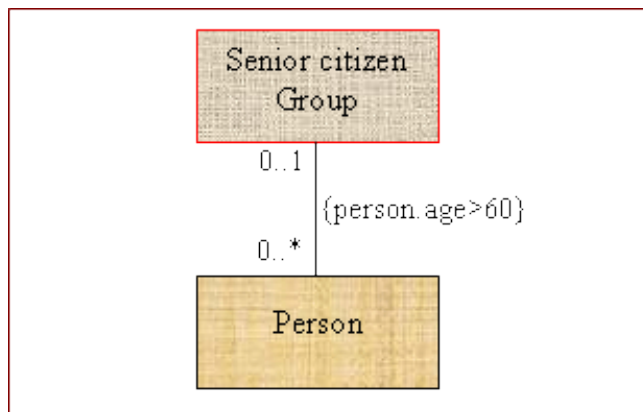 Senior citizen
Group
0..1
{person.age>60}
0..*
Person